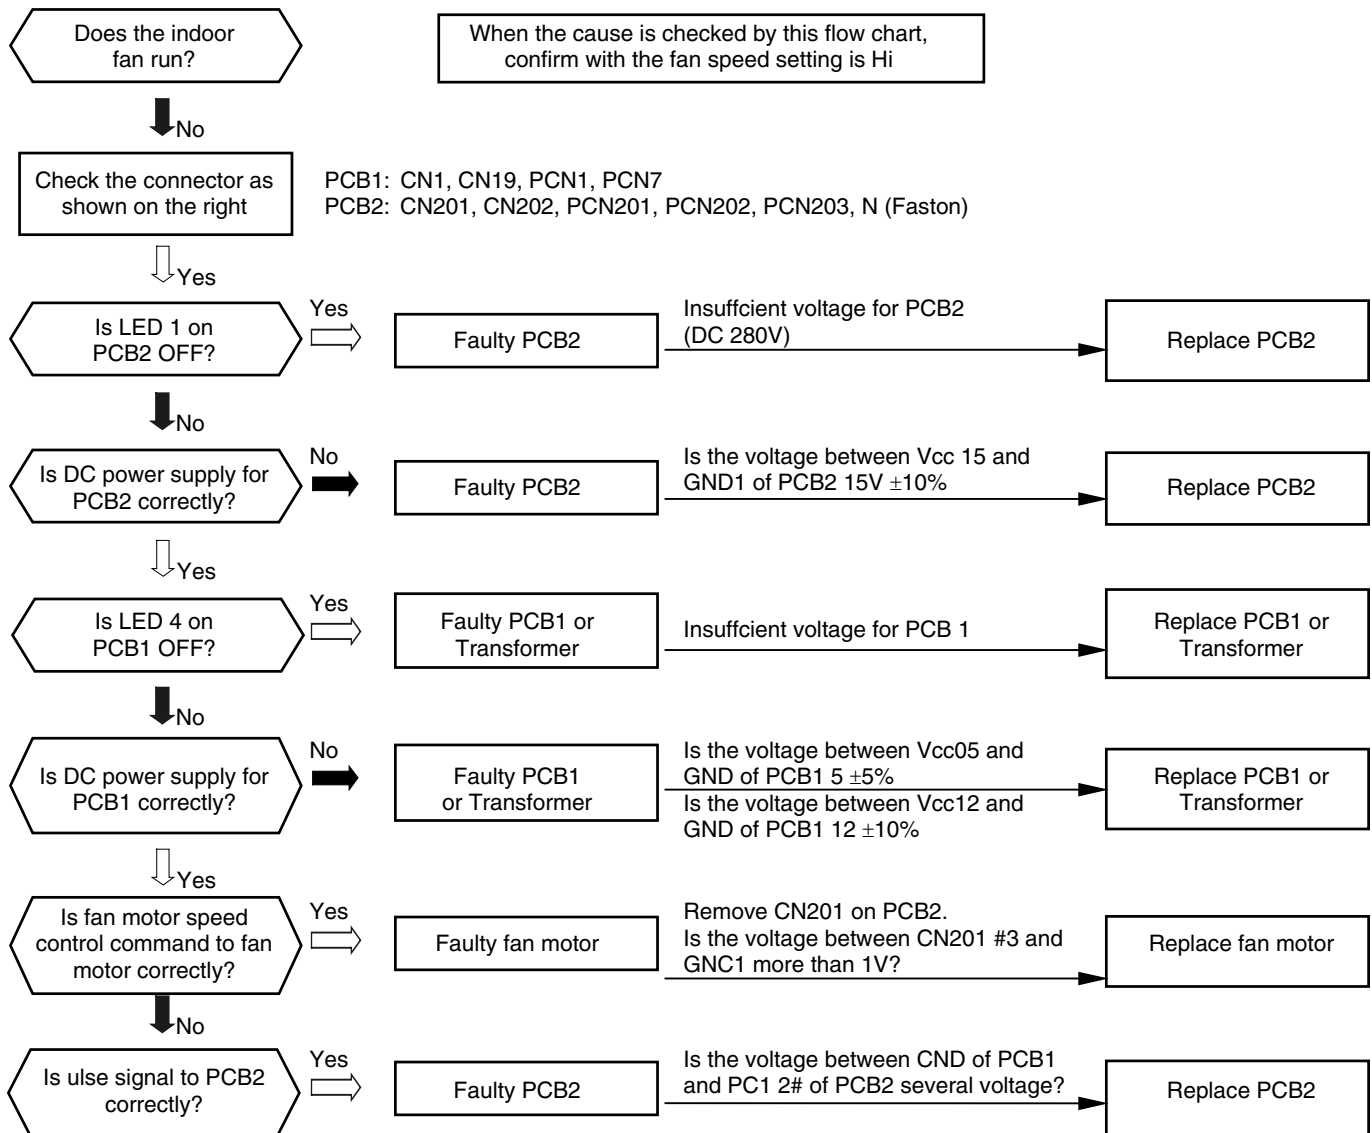 Does the indoor
fan run?
When the cause is checked by this flow chart,
confirm with the fan speed setting is Hi
No
Check the connector as
shown on the right
PCB1: CN1, CN19, PCN1, PCN7
PCB2: CN201, CN202, PCN201, PCN202, PCN203, N (Faston)
Yes
Is LED 1 on
PCB2 OFF?
Yes
Faulty PCB2
Insuffcient voltage for PCB2
(DC 280V)
Replace PCB2
No
Is DC power supply for
PCB2 correctly?
No
Faulty PCB2
Is the voltage between Vcc 15 and
GND1 of PCB2 15V ±10%
Replace PCB2
Yes
Is LED 4 on
PCB1 OFF?
Yes
Faulty PCB1 or
Transformer
Insuffcient voltage for PCB 1
Replace PCB1 or
Transformer
No
Is DC power supply for
PCB1 correctly?
No
Faulty PCB1
or Transformer
Is the voltage between Vcc05 and
GND of PCB1 5 ±5%
Is the voltage between Vcc12 and
GND of PCB1 12 ±10%
Replace PCB1 or
Transformer
Yes
Is fan motor speed
control command to fan
motor correctly?
Yes
Faulty fan motor
Remove CN201 on PCB2.
Is the voltage between CN201 #3 and
GNC1 more than 1V?
Replace fan motor
No
Is ulse signal to PCB2
correctly?
Yes
Faulty PCB2
Is the voltage between CND of PCB1
and PC1 2# of PCB2 several voltage?
Replace PCB2